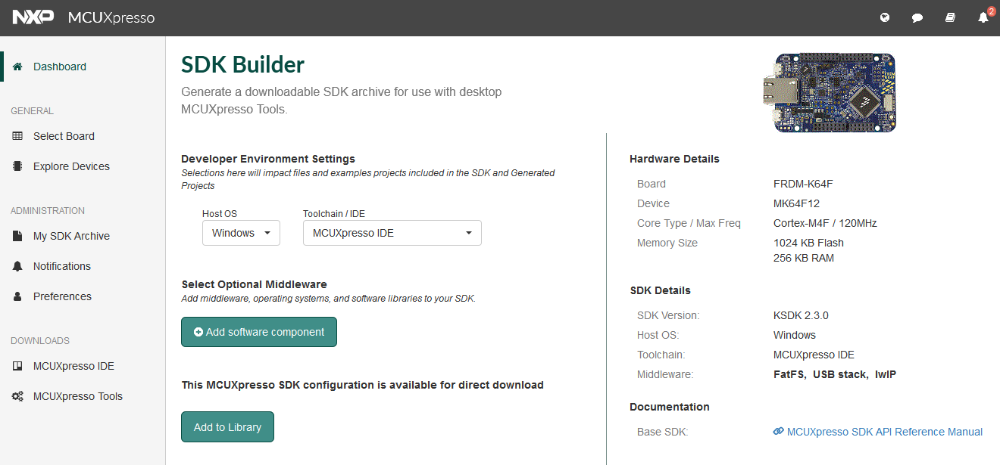 NXP MCUXpresso
2
Dashboard
GENERAL
Select Board
Explore Devices
ADMINISTRATION
My SDK Archive
Notifications
Preferences
DOWNLOADS
MCUXpresso IDE
MCUXpresso Tools
SDK Builder
Generate a downloadable SDK archive for use with desktop
MCUXpresso Tools.
Developer Environment Settings
Selections here will impact files and examples projects included in the SDK and Generated
Projects
Host OS Toolchain / IDE
Windows MCUXpresso IDE
Select Optional Middleware
Add middleware, operating systems, and software libraries to your SDK.
Add software component
This MCUXpresso SDK configuration is available for direct download
Add to Library
Hardware Details
Board FRDM-K64F
Device MK64F12
Core Type / Max Freq Cortex-M4F / 120MHz
Memory Size 1024 KB Flash
256 KB RAM
SDK Details
SDK Version: KSDK 2.3.0
Host OS: Windows
Toolchain: MCUXpresso IDE
Middleware: FatFS, USB stack, lwIP
Documentation
Base SDK: MCUXpresso SDK API Reference Manual